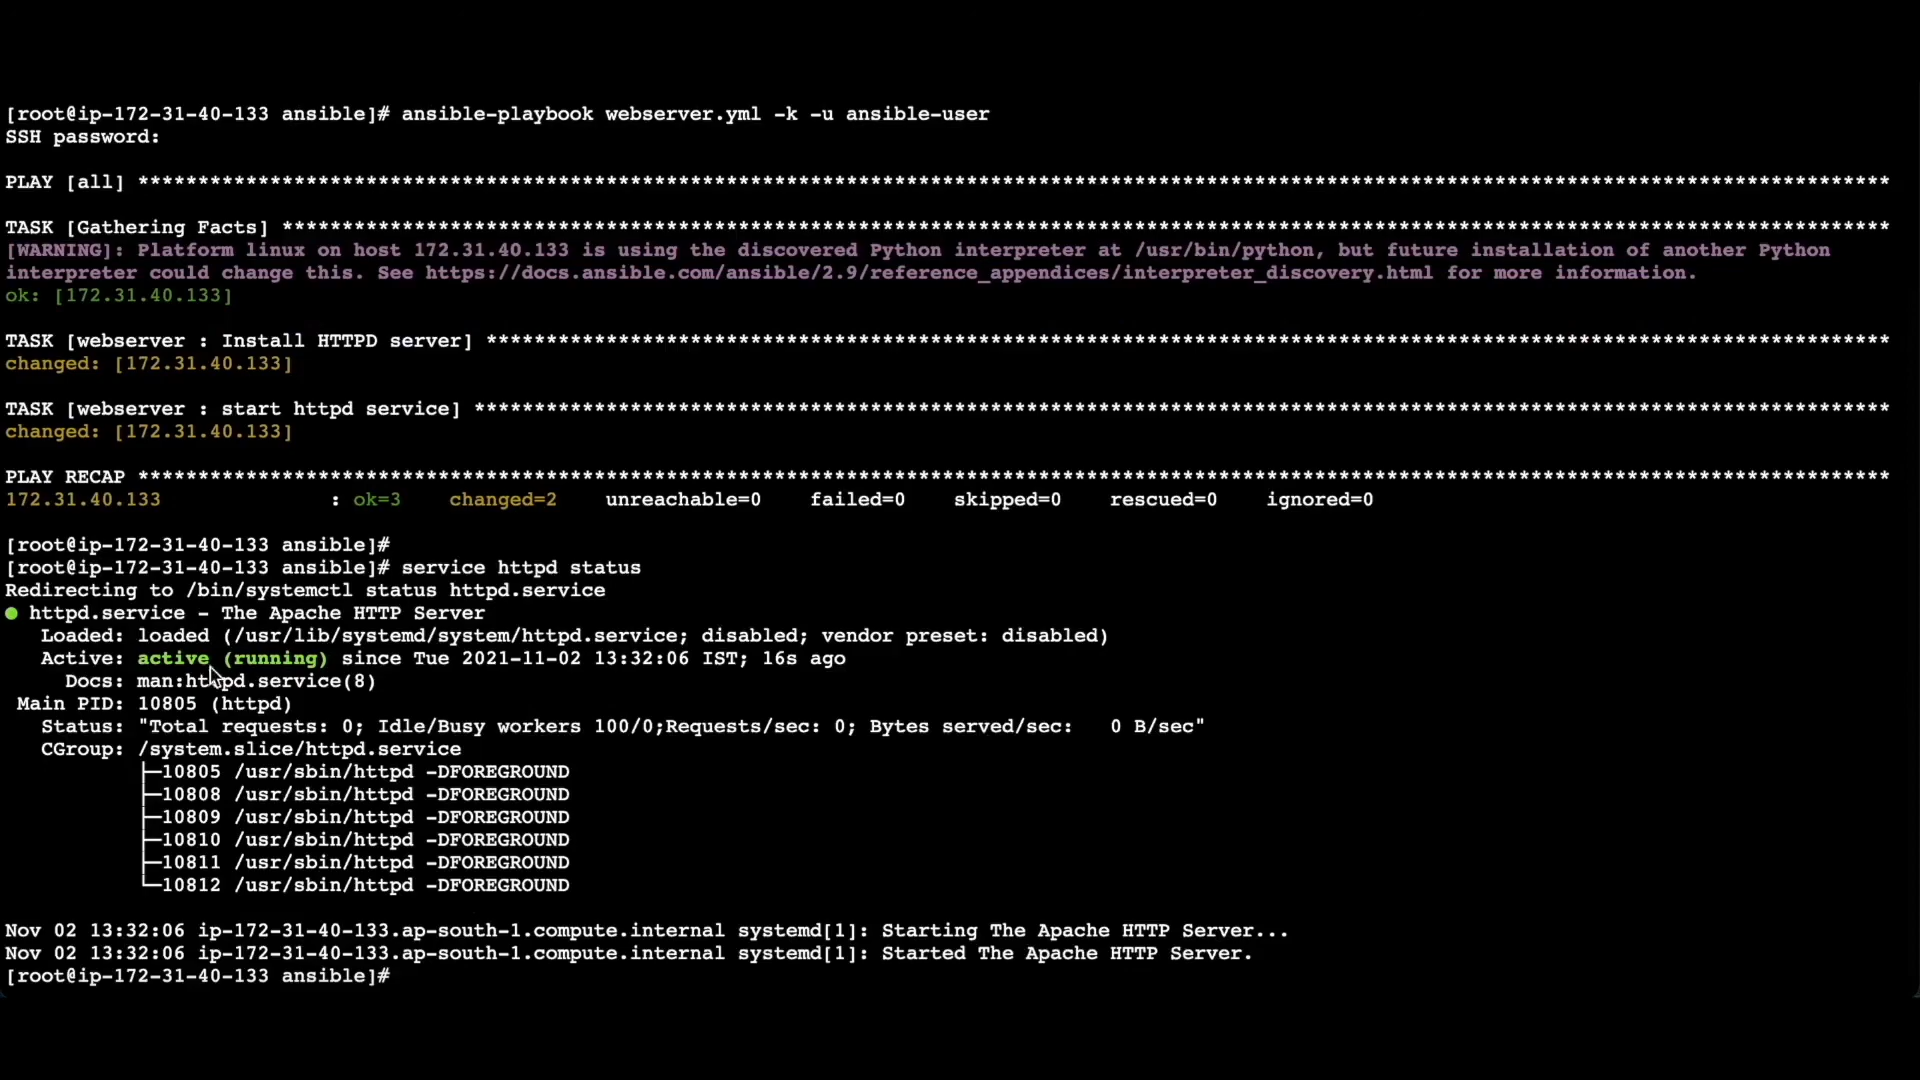 [root@ip-172-31-40-133 ansible]# ansible-playbook webserver.yml -k -u ansible-user
SSH password:
PLAY [all] **************************************************************************************************************************************************
TASK [Gathering Facts] **************************************************************************************************************************************
[WARNING]: Platform linux on host 172.31.40.133 is using the discovered Python interpreter at /usr/bin/python, but future installation of another Python
interpreter could change this. See https://docs.ansible.com/ansible/2.9/reference_appendices/interpreter_discovery.html for more information.
ok: [172.31.40.133]
TASK [webserver : Install HTTPD server] *********************************************************************************************************************
changed: [172.31.40.133]
TASK [webserver : start httpd service] **********************************************************************************************************************
changed: [172.31.40.133]
PLAY RECAP **************************************************************************************************************************************************
172.31.40.133              : ok=3    changed=2    unreachable=0    failed=0    skipped=0    rescued=0    ignored=0
[root@ip-172-31-40-133 ansible]#
[root@ip-172-31-40-133 ansible]# service httpd status
Redirecting to /bin/systemctl status httpd.service
● httpd.service - The Apache HTTP Server
   Loaded: loaded (/usr/lib/systemd/system/httpd.service; disabled; vendor preset: disabled)
   Active: active (running) since Tue 2021-11-02 13:32:06 IST; 16s ago
     Docs: man:httpd.service(8)
 Main PID: 10805 (httpd)
   Status: "Total requests: 0; Idle/Busy workers 100/0;Requests/sec: 0; Bytes served/sec:   0 B/sec"
   CGroup: /system.slice/httpd.service
           ├─10805 /usr/sbin/httpd -DFOREGROUND
           ├─10808 /usr/sbin/httpd -DFOREGROUND
           ├─10809 /usr/sbin/httpd -DFOREGROUND
           ├─10810 /usr/sbin/httpd -DFOREGROUND
           ├─10811 /usr/sbin/httpd -DFOREGROUND
           └─10812 /usr/sbin/httpd -DFOREGROUND
Nov 02 13:32:06 ip-172-31-40-133.ap-south-1.compute.internal systemd[1]: Starting The Apache HTTP Server...
Nov 02 13:32:06 ip-172-31-40-133.ap-south-1.compute.internal systemd[1]: Started The Apache HTTP Server.
[root@ip-172-31-40-133 ansible]#